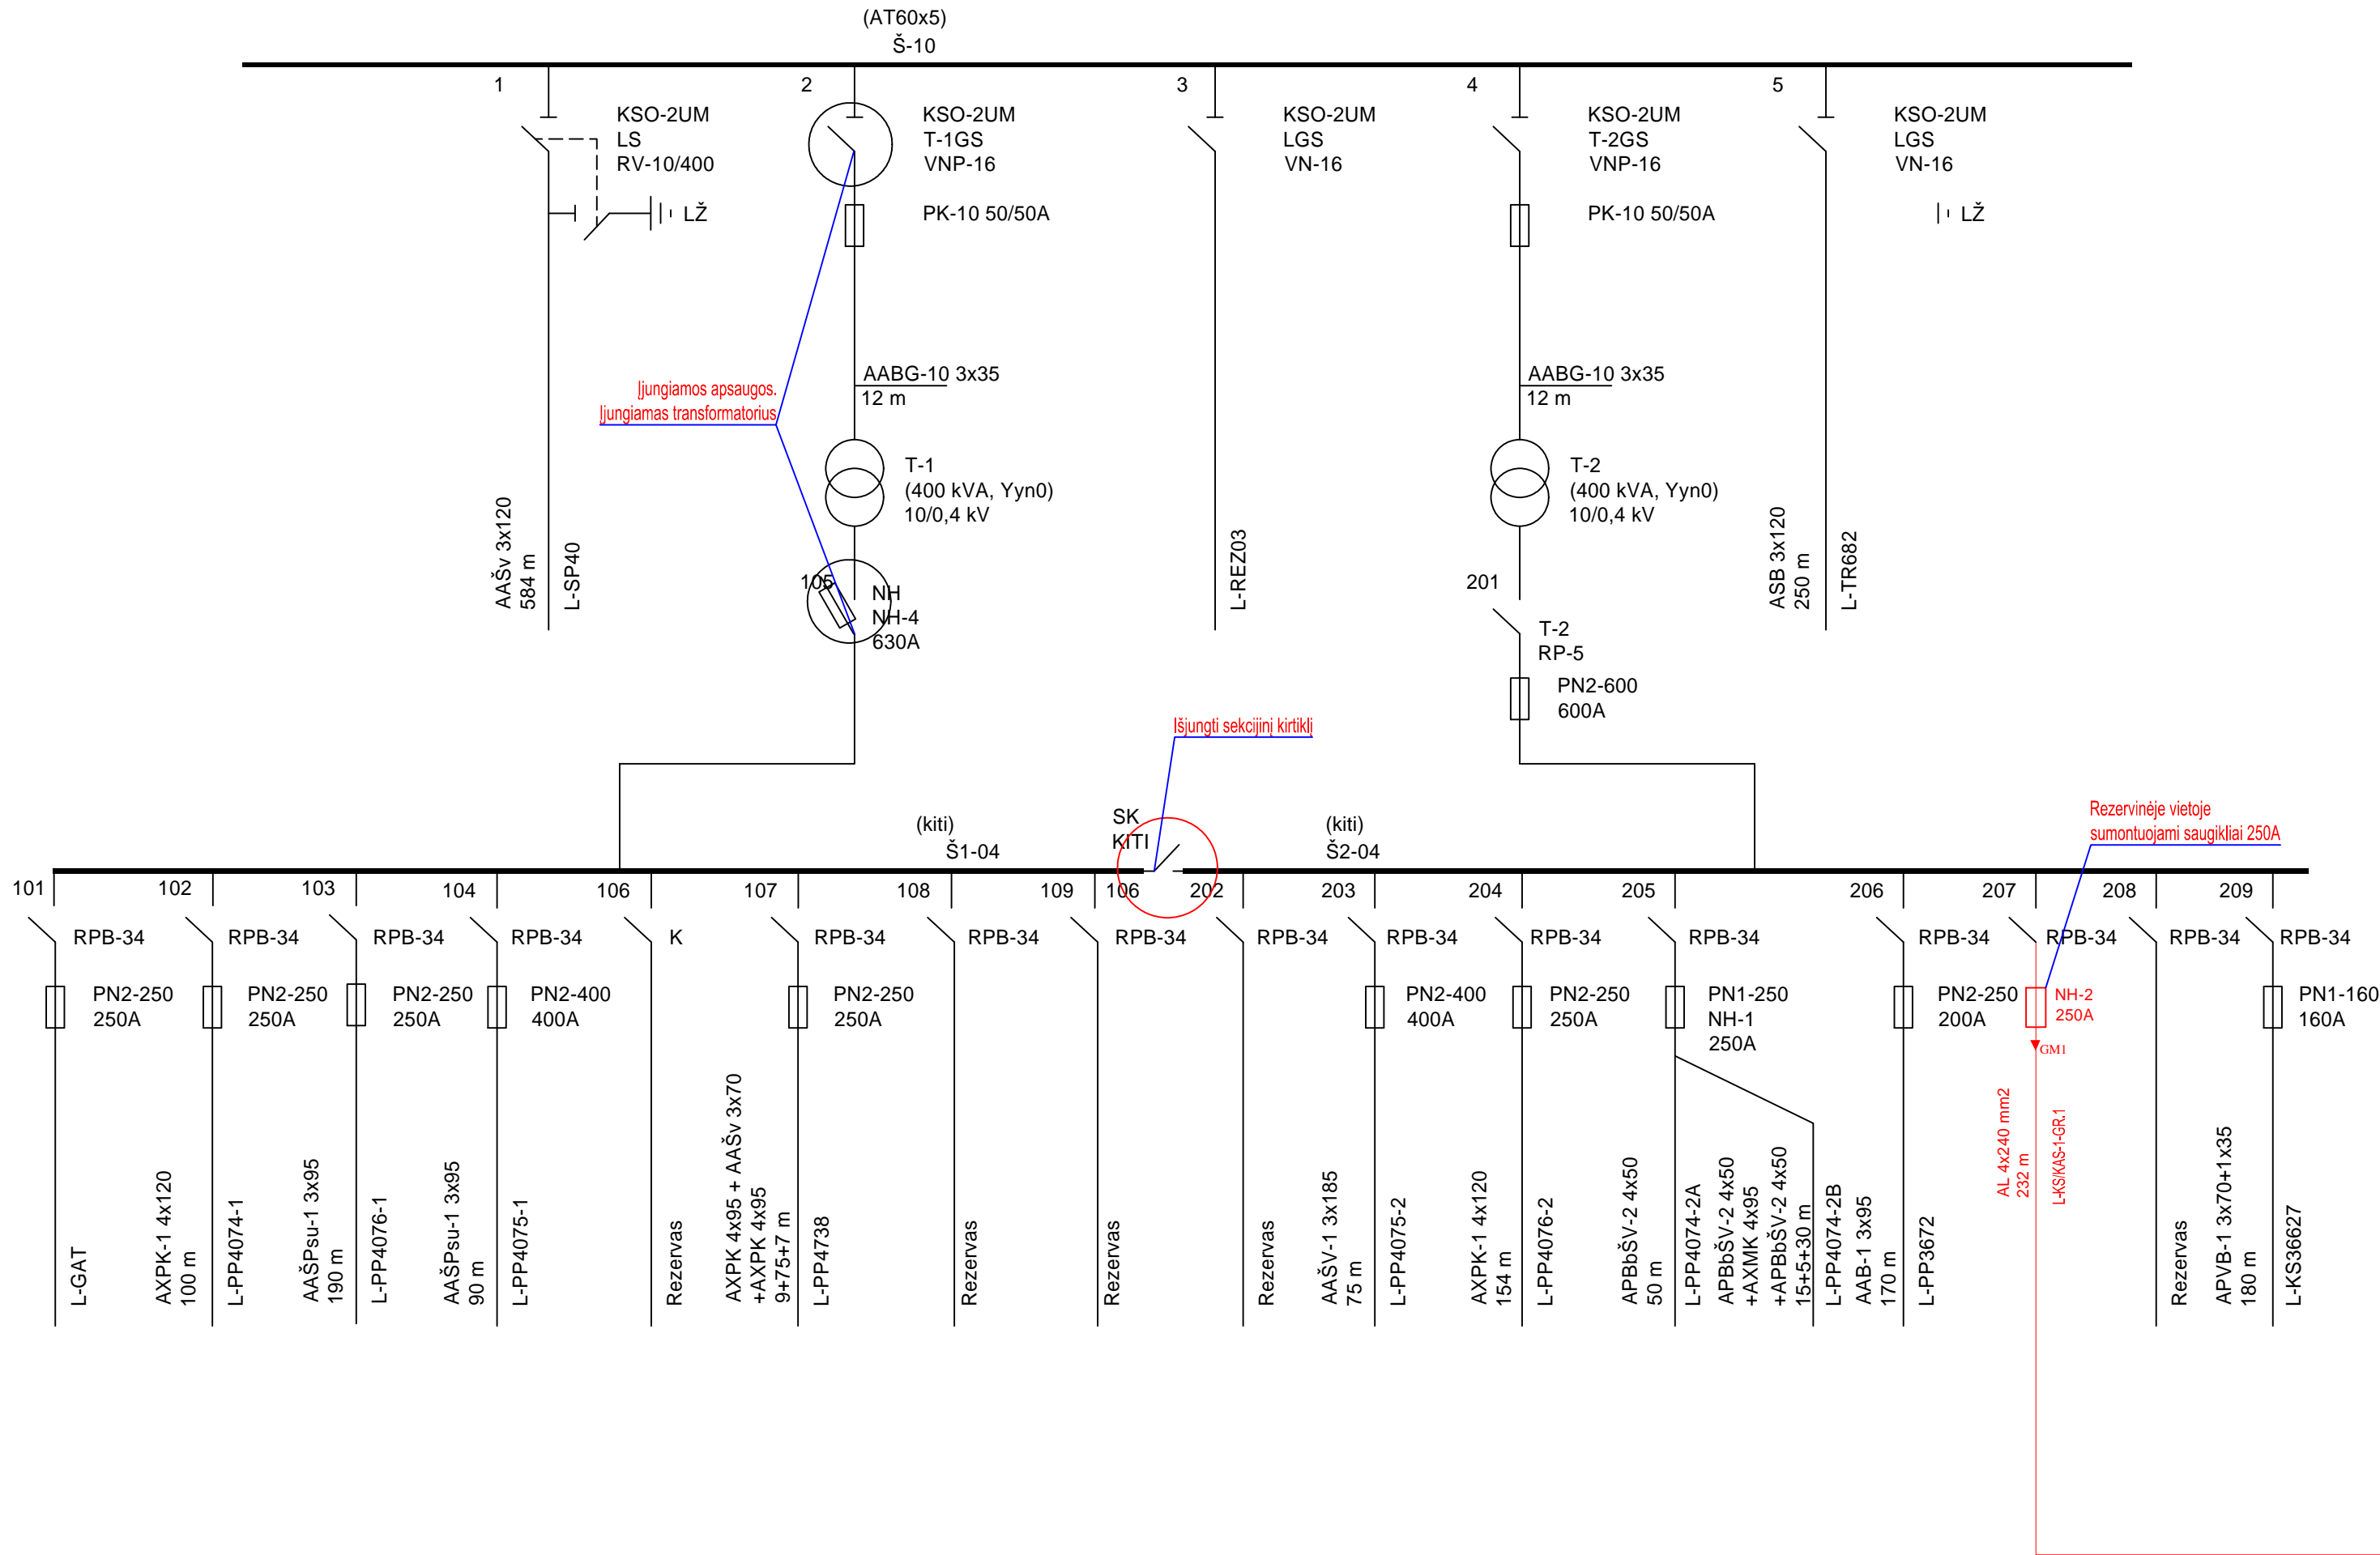 (AT60x5)
Š-10
1
KSO-2UM
LS
RV-10/400
LŽ
AAŠv 3x120
584 m
L-SP40
2
KSO-2UM
T-1GS
VNP-16
PK-10 50/50A
AABG-10 3x35
12 m
Įjungiamos apsaugos.
Įjungiamas transformatorius
T-1
(400 kVA, Yyn0)
10/0,4 kV
105
NH
NH-4
630A
3
KSO-2UM
LGS
VN-16
L-REZ03
4
KSO-2UM
T-2GS
VNP-16
PK-10 50/50A
AABG-10 3x35
12 m
T-2
(400 kVA, Yyn0)
10/0,4 kV
201
T-2
RP-5
PN2-600
600A
5
KSO-2UM
LGS
VN-16
LŽ
ASB 3x120
250 m
L-TR682
Išjungti sekcijinį kirtiklį
(kiti)
Š1-04
SK
KITI
(kiti)
Š2-04
Rezervinėje vietoje
sumontuojami saugikliai 250A
101
RPB-34
PN2-250
250A
L-GAT
102
RPB-34
PN2-250
250A
AXPK-1 4x120
100 m
L-PP4074-1
103
RPB-34
PN2-250
250A
AAŠPsu-1 3x95
190 m
L-PP4076-1
104
RPB-34
PN2-400
400A
AAŠPsu-1 3x95
90 m
L-PP4075-1
106
K
Rezervas
107
RPB-34
PN2-250
250A
AXPK 4x95 + AAŠv 3x70
+AXPK 4x95
9+75+7 m
L-PP4738
108
RPB-34
Rezervas
109
RPB-34
Rezervas
106
202
RPB-34
Rezervas
203
RPB-34
PN2-400
400A
AAŠV-1 3x185
75 m
L-PP4075-2
204
RPB-34
PN2-250
250A
AXPK-1 4x120
154 m
L-PP4076-2
205
RPB-34
PN1-250
NH-1
250A
APBbŠV-2 4x50
50 m
L-PP4074-2A
APBbŠV-2 4x50
+AXMK 4x95
+APBbŠV-2 4x50
15+5+30 m
L-PP4074-2B
206
RPB-34
PN2-250
200A
AAB-1 3x95
170 m
L-PP3672
207
RPB-34
NH-2
250A
GM1
AL 4x240 mm2
232 m
L-KS/KAS-1-GR.1
208
RPB-34
Rezervas
209
RPB-34
PN1-160
160A
APVB-1 3x70+1x35
180 m
L-KS36627